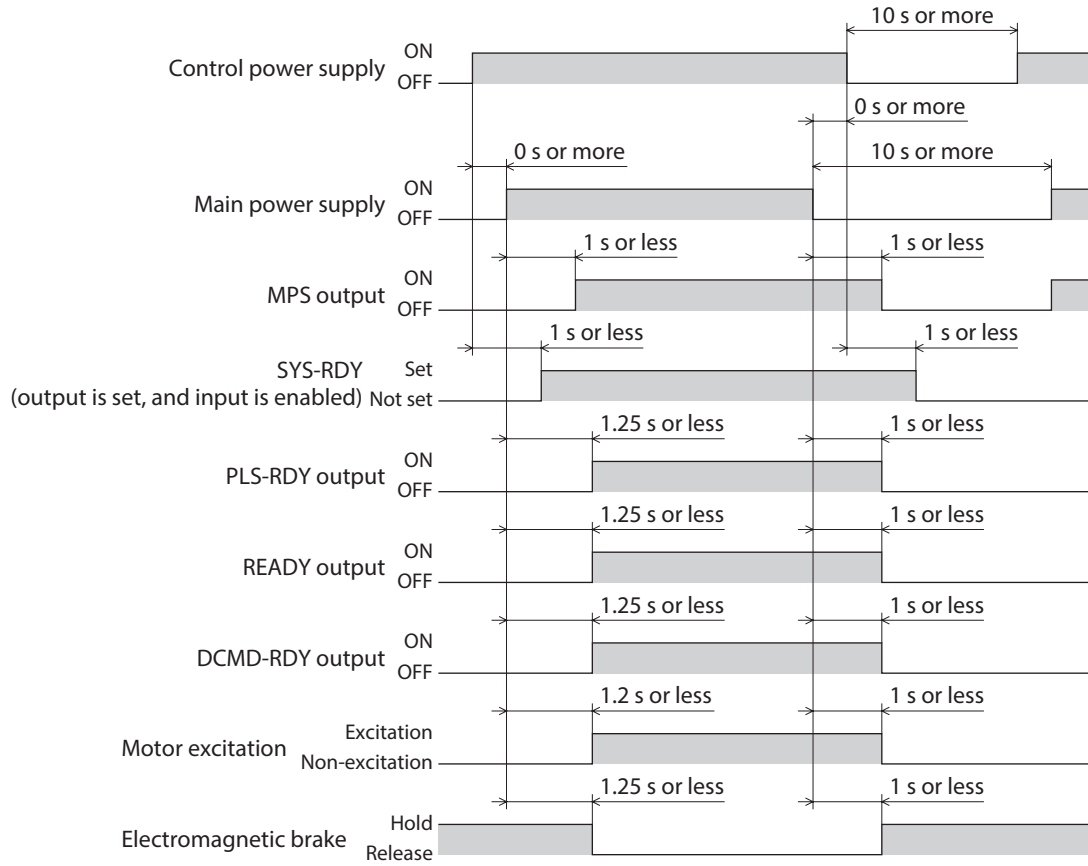 10 s or more
Control power supply
ON
OFF
0 s or more
0 s or more
10 s or more
Main power supply
ON
OFF
1 s or less
1 s or less
MPS output
ON
OFF
1 s or less
1 s or less
SYS-RDY
(output is set, and input is enabled)
Set
Not set
1.25 s or less
1 s or less
PLS-RDY output
ON
OFF
1.25 s or less
1 s or less
READY output
ON
OFF
1.25 s or less
1 s or less
DCMD-RDY output
ON
OFF
1.2 s or less
1 s or less
Motor excitation
Excitation
Non-excitation
1.25 s or less
1 s or less
Electromagnetic brake
Hold
Release